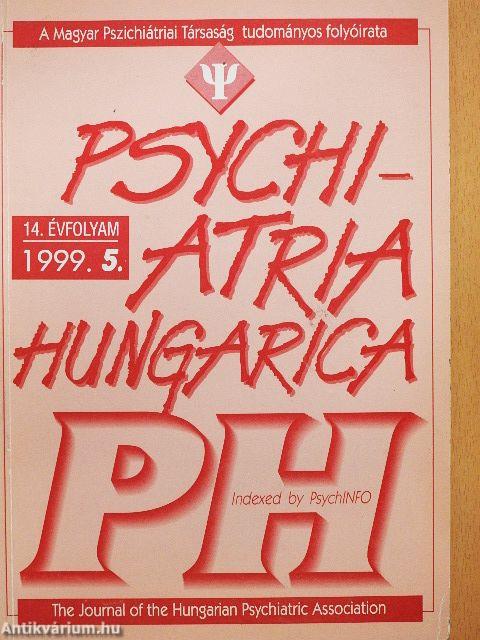 A Magyar Pszichiátriai Társaság tudományos folyóirata
Ψ
PSYCHI-
ATRIA
HUNGARICA
14. ÉVFOLYAM
1999. 5.
PH
Indexed by PsychINFO
The Journal of the Hungarian Psychiatric Association
Antikvárium.hu